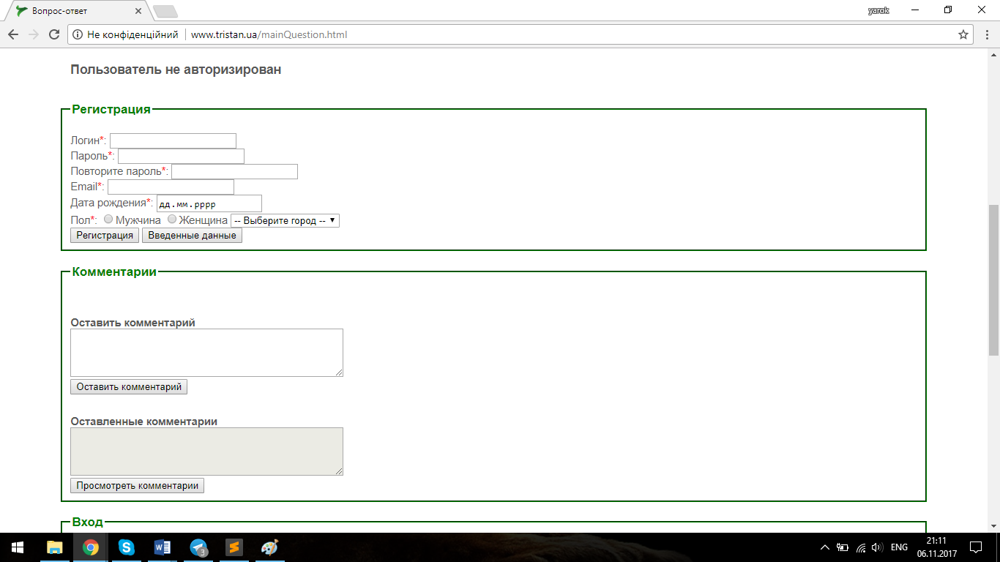 Вопрос-ответ
yarok
Не конфіденційний www.tristan.ua/mainQuestion.html
Пользователь не авторизирован
Регистрация
Логин*:
Пароль*:
Повторите пароль*:
Email*:
Дата рождения*: дд.мм.рррр
Пол*: Мужчина Женщина -- Выберите город --
Регистрация Введенные данные
Комментарии
Оставить комментарий
Оставить комментарий
Оставленные комментарии
Просмотреть комментарии
Вход
3
ENG
21:11
06.11.2017